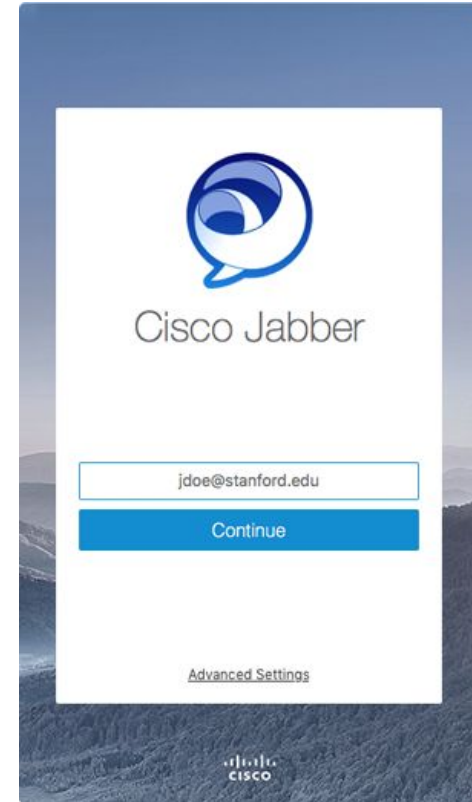 Cisco Jabber
jdoe@stanford.edu
Continue
Advanced Settings
CISCO